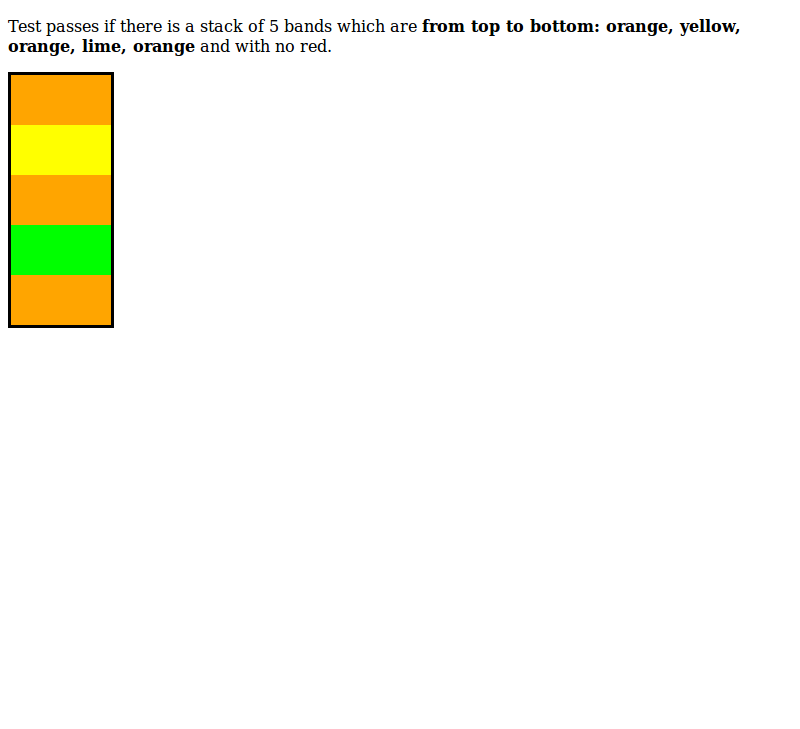 Test passes if there is a stack of 5 bands which are from top to bottom: orange, yellow,
orange, lime, orange and with no red.